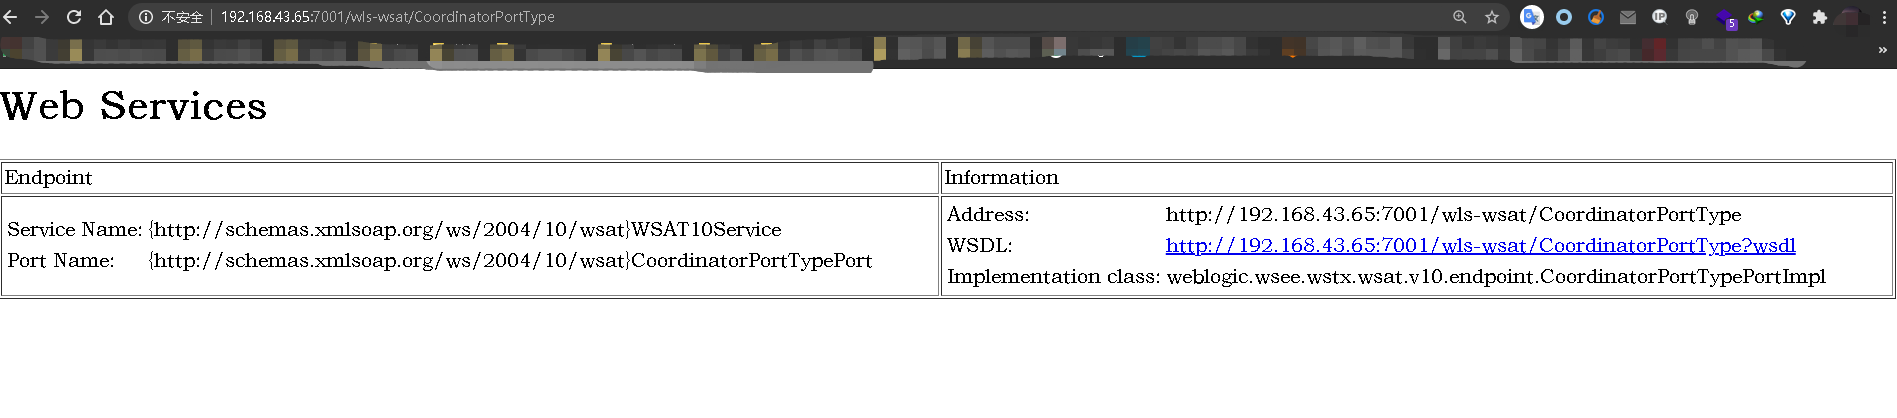 不安全 | 192.168.43.65:7001/wls-wsat/CoordinatorPortType
IP
5
»
Web Services
Endpoint
Information
Service Name: {http://schemas.xmlsoap.org/ws/2004/10/wsat}WSAT10Service
Port Name: {http://schemas.xmlsoap.org/ws/2004/10/wsat}CoordinatorPortTypePort
Address: http://192.168.43.65:7001/wls-wsat/CoordinatorPortType
WSDL: http://192.168.43.65:7001/wls-wsat/CoordinatorPortType?wsdl
Implementation class: weblogic.wsee.wstx.wsat.v10.endpoint.CoordinatorPortTypePortImpl